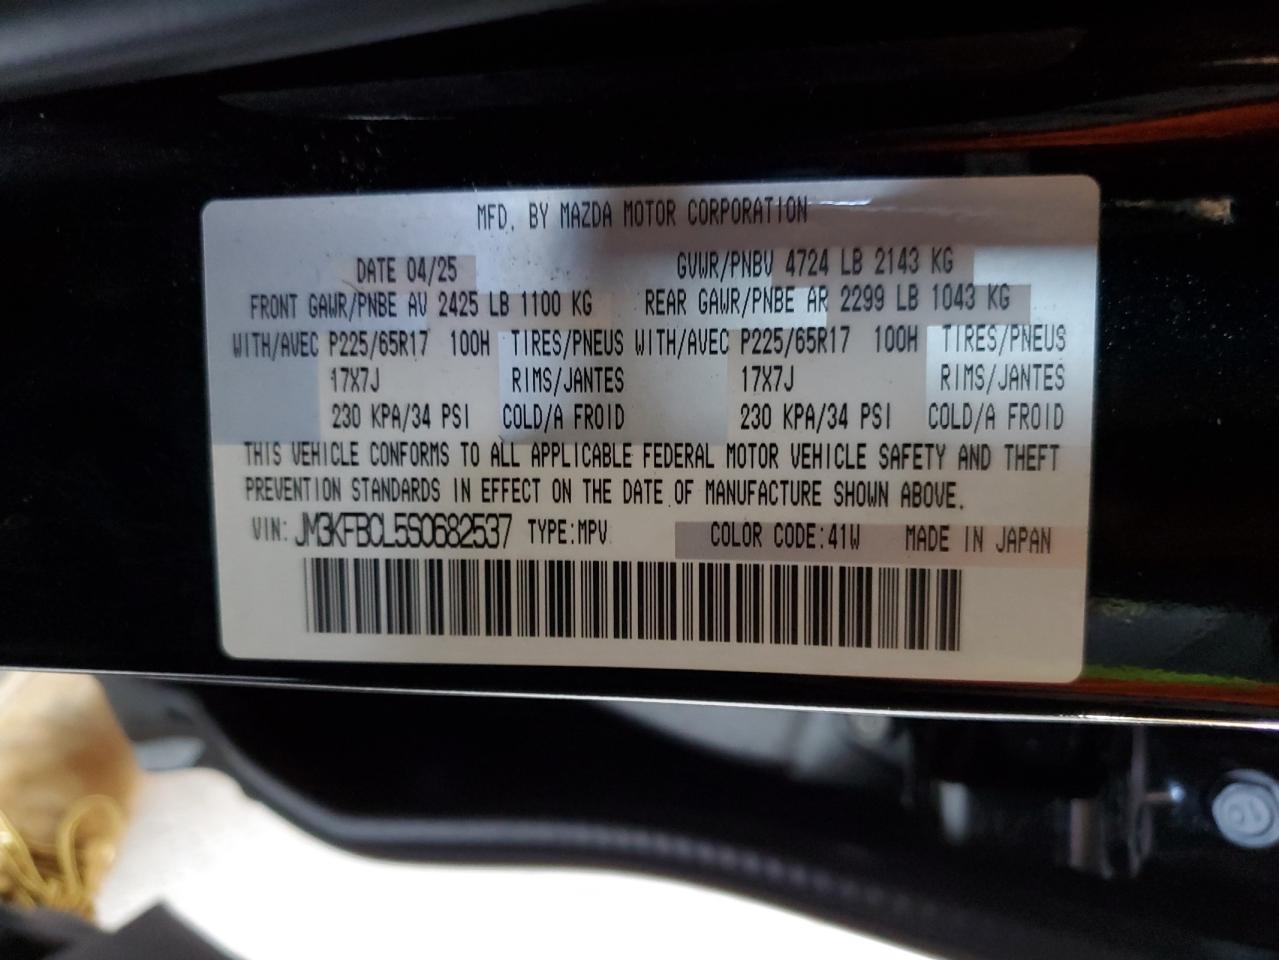 MFD. BY MAZDA MOTOR CORPORATION
DATE 04/25 GVWR/PNBV 4724 LB 2143 KG
FRONT GAWR/PNBE AV 2425 LB 1100 KG REAR GAWR/PNBE AR 2299 LB 1043 KG
WITH/AVEC P225/65R17 100H TIRES/PNEUS WITH/AVEC P225/65R17 100H TIRES/PNEUS
17X7J RIMS/JANTES 17X7J RIMS/JANTES
230 KPA/34 PSI COLD/A FROID 230 KPA/34 PSI COLD/A FROID
THIS VEHICLE CONFORMS TO ALL APPLICABLE FEDERAL MOTOR VEHICLE SAFETY AND THEFT
PREVENTION STANDARDS IN EFFECT ON THE DATE OF MANUFACTURE SHOWN ABOVE.
VIN: JM3KFBCL5S0682537 TYPE:MPV COLOR CODE:41W MADE IN JAPAN